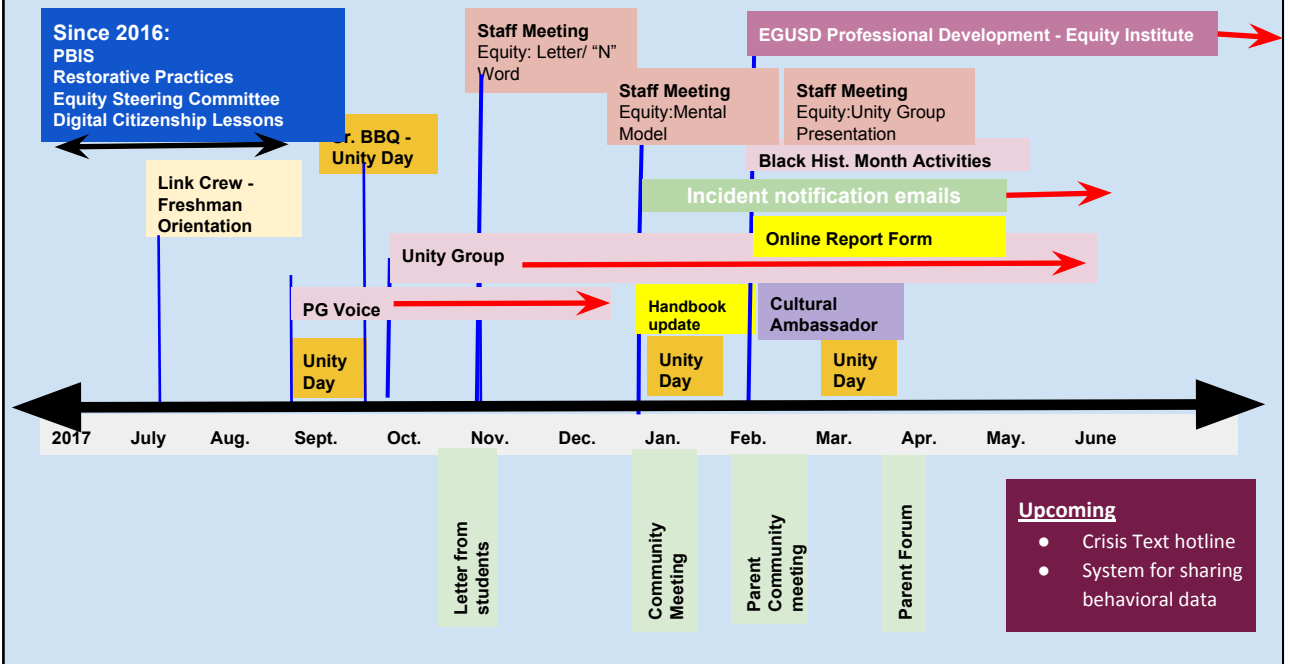 Since 2016:
PBIS
Restorative Practices
Equity Steering Committee
Digital Citizenship Lessons
Staff Meeting
Equity: Letter/ “N”
Word
EGUSD Professional Development - Equity Institute
Staff Meeting
Equity:Mental
Model
Staff Meeting
Equity:Unity Group
Presentation
BBQ -
Unity Day
Black Hist. Month Activities
Link Crew -
Freshman
Orientation
Incident notification emails
Online Report Form
Unity Group
PG Voice
Handbook
update
Cultural
Ambassador
Unity
Day
Unity
Day
Unity
Day
2017 July Aug. Sept. Oct. Nov. Dec. Jan. Feb. Mar. Apr. May. June
Letter from
students
Community
Meeting
Parent
Community
meeting
Parent Forum
Upcoming
● Crisis Text hotline
● System for sharing
behavioral data